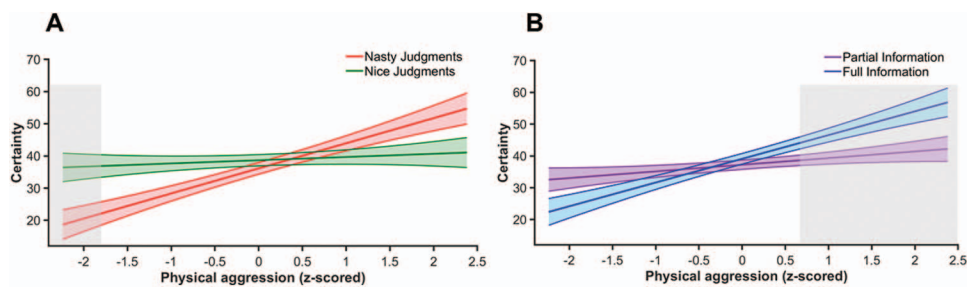 A
Nasty Judgments
Nice Judgments
Certainty
70
60
50
40
30
20
-2 -1.5 -1 -0.5 0 0.5 1 1.5 2 2.5
Physical aggression (z-scored)
B
Partial Information
Full Information
Certainty
70
60
50
40
30
20
-2 -1.5 -1 -0.5 0 0.5 1 1.5 2 2.5
Physical aggression (z-scored)